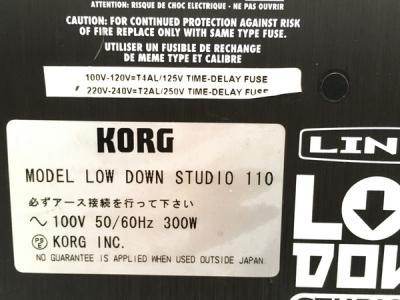 RISQUE DE CHOC ELECTRIQUE - NE PAS OUVRIR
CAUTION: FOR CONTINUED PROTECTION AGAINST RISK
OF FIRE REPLACE ONLY WITH SAME TYPE FUSE.
UTILISER UN FUSIBLE DE RECHANGE
DE MEME TYPE ET CALIBRE
100V-120V=T4AL/125V TIME-DELAY FUSE
220V-240V=T2AL/250V TIME-DELAY FUSE
KORG
MODEL LOW DOWN STUDIO 110
必ずアース接続を行って下さい
～ 100V 50/60Hz 300W
PSE KORG INC.
NO GUARANTEE IS APPLIED WHEN USED OUTSIDE JAPAN.
LIN
LO
DOW
STUDIO